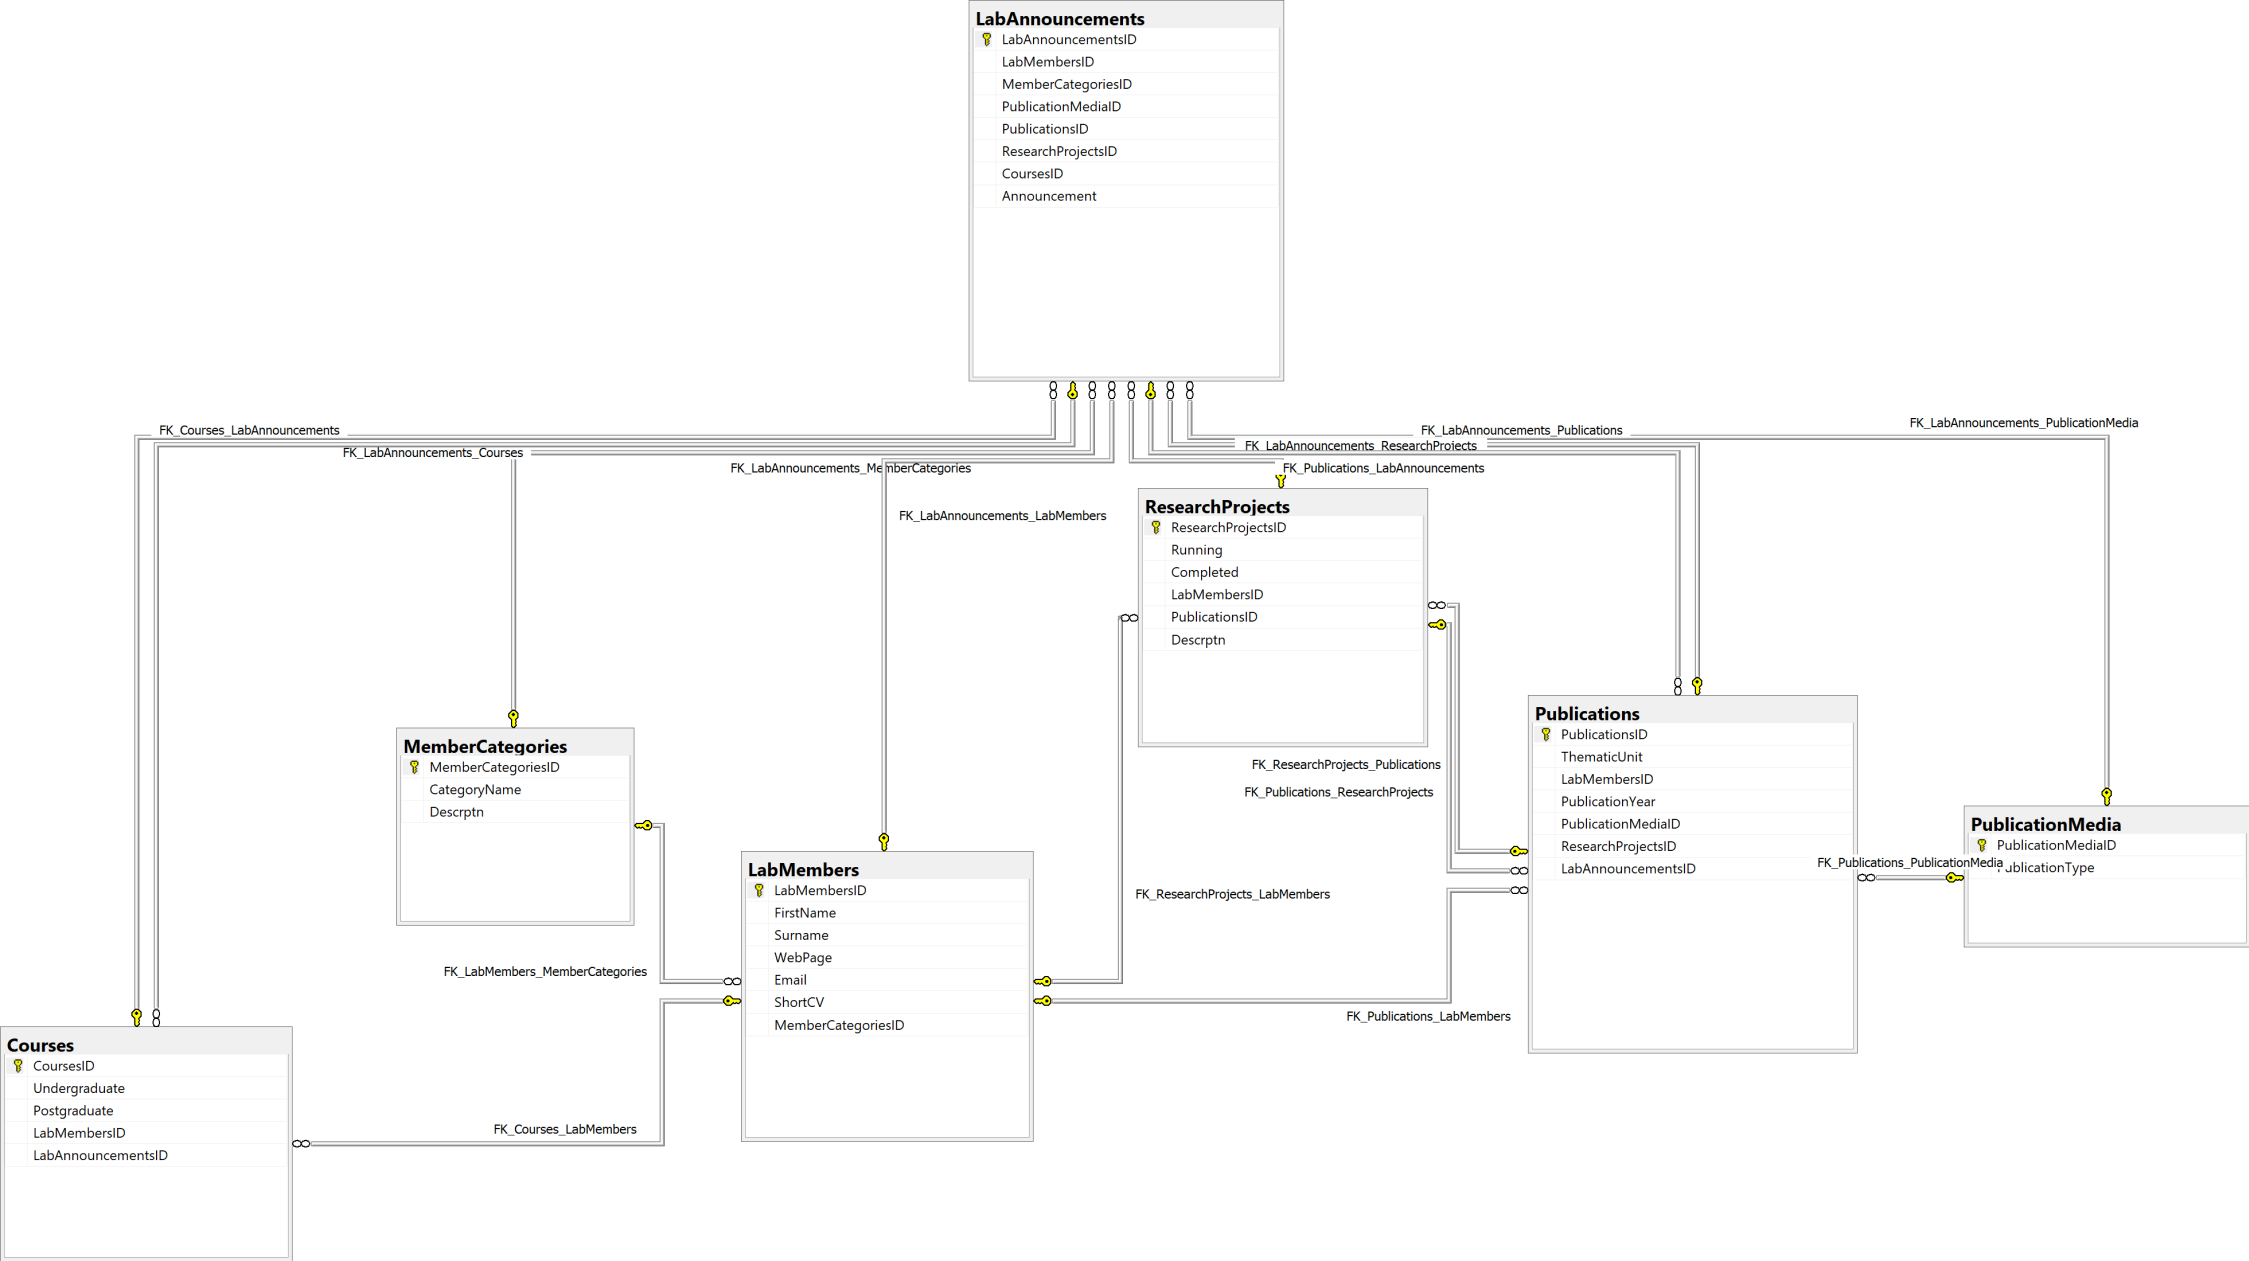 LabAnnouncements
LabAnnouncementsID
LabMembersID
MemberCategoriesID
PublicationMediaID
PublicationsID
ResearchProjectsID
CoursesID
Announcement
FK_Courses_LabAnnouncements
FK_LabAnnouncements_Courses
FK_LabAnnouncements_MemberCategories
FK_LabAnnouncements_LabMembers
FK_LabAnnouncements_Publications
FK_LabAnnouncements_ResearchProjects
FK_Publications_LabAnnouncements
FK_LabAnnouncements_PublicationMedia
ResearchProjects
ResearchProjectsID
Running
Completed
LabMembersID
PublicationsID
Descrptn
MemberCategories
MemberCategoriesID
CategoryName
Descrptn
FK_ResearchProjects_Publications
FK_Publications_ResearchProjects
Publications
PublicationsID
ThematicUnit
LabMembersID
PublicationYear
PublicationMediaID
ResearchProjectsID
LabAnnouncementsID
PublicationMedia
PublicationMediaID
FK_Publications_PublicationMedia
PublicationType
LabMembers
LabMembersID
FirstName
Surname
WebPage
Email
ShortCV
MemberCategoriesID
FK_ResearchProjects_LabMembers
FK_LabMembers_MemberCategories
FK_Publications_LabMembers
Courses
CoursesID
Undergraduate
Postgraduate
LabMembersID
LabAnnouncementsID
FK_Courses_LabMembers